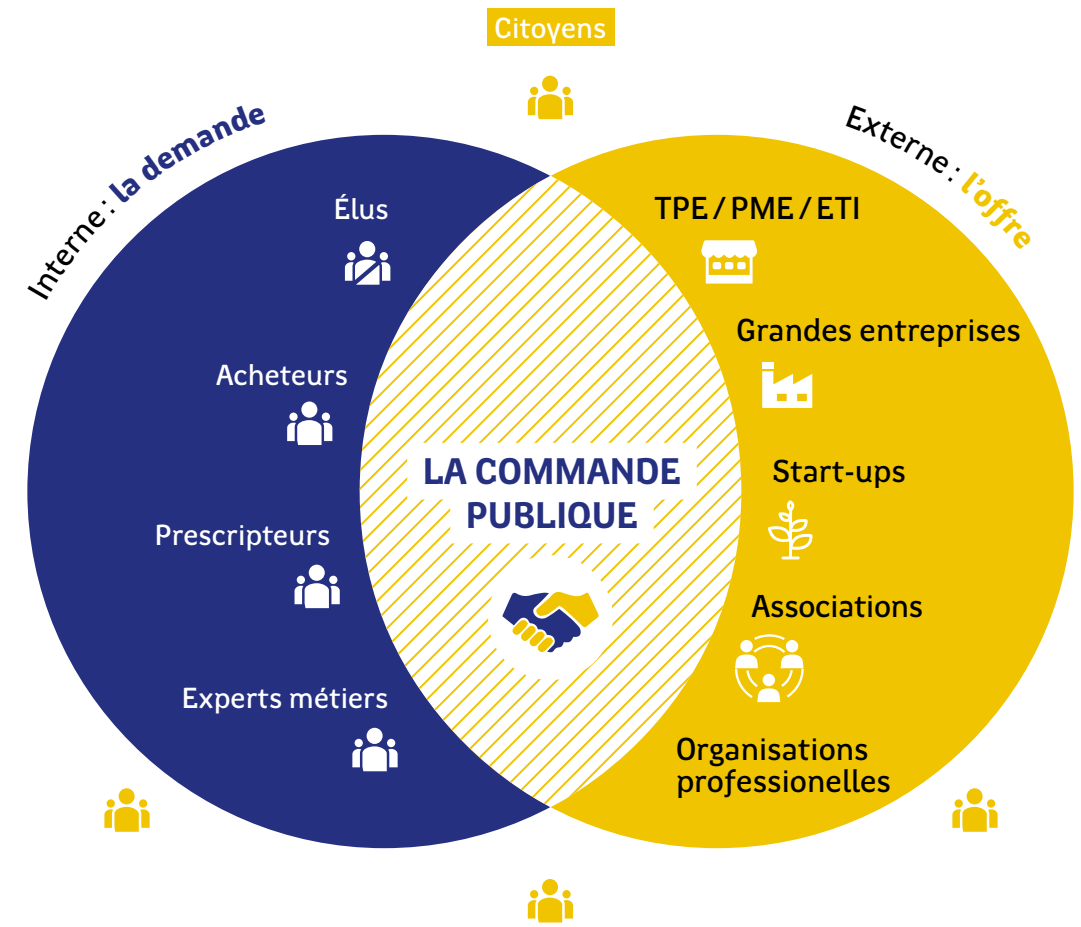 Citoyens
Interne : la demande
Externe : l'offre
Élus
Acheteurs
Prescripteurs
Experts métiers
LA COMMANDE
PUBLIQUE
TPE / PME / ETI
Grandes entreprises
Start-ups
Associations
Organisations
professionelles